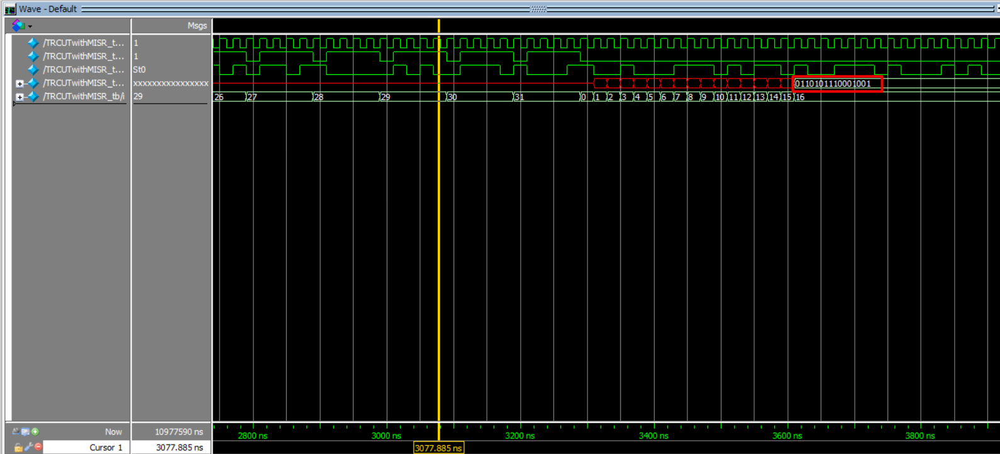 Wave - Default
Msgs
/TRCUTwithMISR_t... 1
/TRCUTwithMISR_t... 1
/TRCUTwithMISR_t... St0
/TRCUTwithMISR_t... xxxxxxxxxxxxxxxx 0110101110001001
/TRCUTwithMISR_tb/i 29 26 27 28 29 30 31 0 1 2 3 4 5 6 7 8 9 10 11 12 13 14 15 16
Now 10977590 ns 2800 ns 3000 ns 3200 ns 3400 ns 3600 ns 3800 ns
Cursor 1 3077.885 ns 3077.885 ns